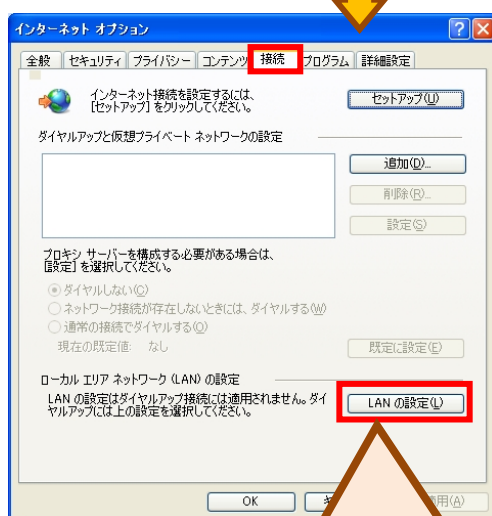 インターネット オプション
全般 セキュリティ プライバシー コンテンツ 接続 プログラム 詳細設定
インターネット接続を設定するには、
[セットアップ] をクリックしてください。
セットアップ(U)
ダイヤルアップと仮想プライベート ネットワークの設定
追加(D)...
削除(R)...
設定(S)
プロキシ サーバーを構成する必要がある場合は、
[設定] を選択してください。
ダイヤルしない(C)
ネットワーク接続が存在しないときには、ダイヤルする(W)
通常の接続でダイヤルする(O)
現在の既定値: なし
既定に設定(E)
ローカル エリア ネットワーク (LAN) の設定
LAN の設定はダイヤルアップ接続には適用されません。ダイ
ヤルアップには上の設定を選択してください。
LAN の設定(L)
OK
用(A)